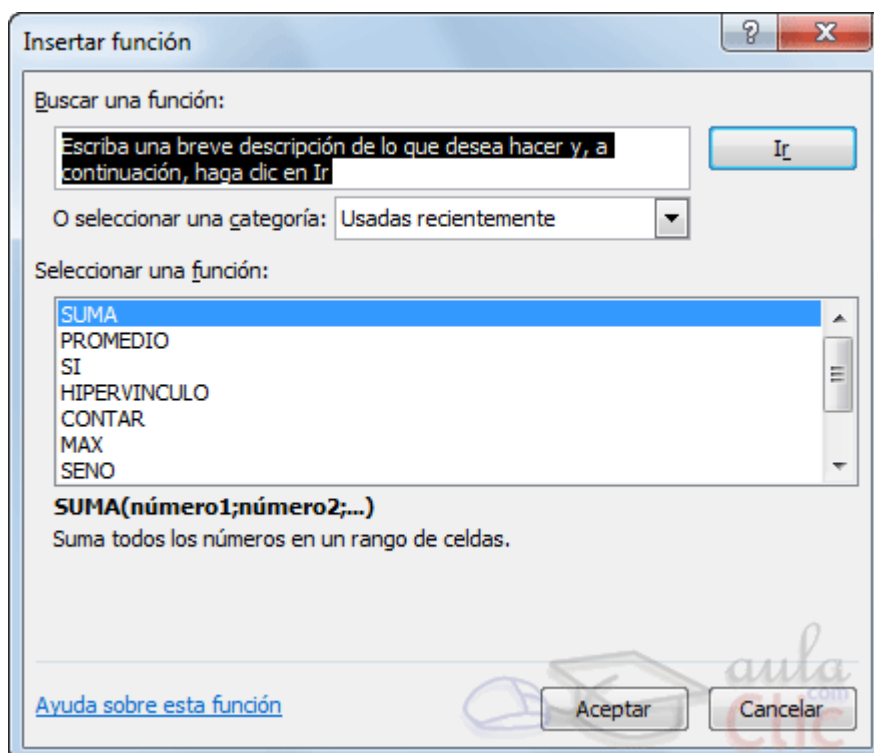 Insertar función
Buscar una función:
Escriba una breve descripción de lo que desea hacer y, a
continuación, haga clic en Ir
Ir
O seleccionar una categoría: Usadas recientemente
Seleccionar una función:
SUMA
PROMEDIO
SI
HIPERVINCULO
CONTAR
MAX
SENO
SUMA(número1;número2;...)
Suma todos los números en un rango de celdas.
Ayuda sobre esta función
Aceptar
Cancelar
aula
Clic
.com